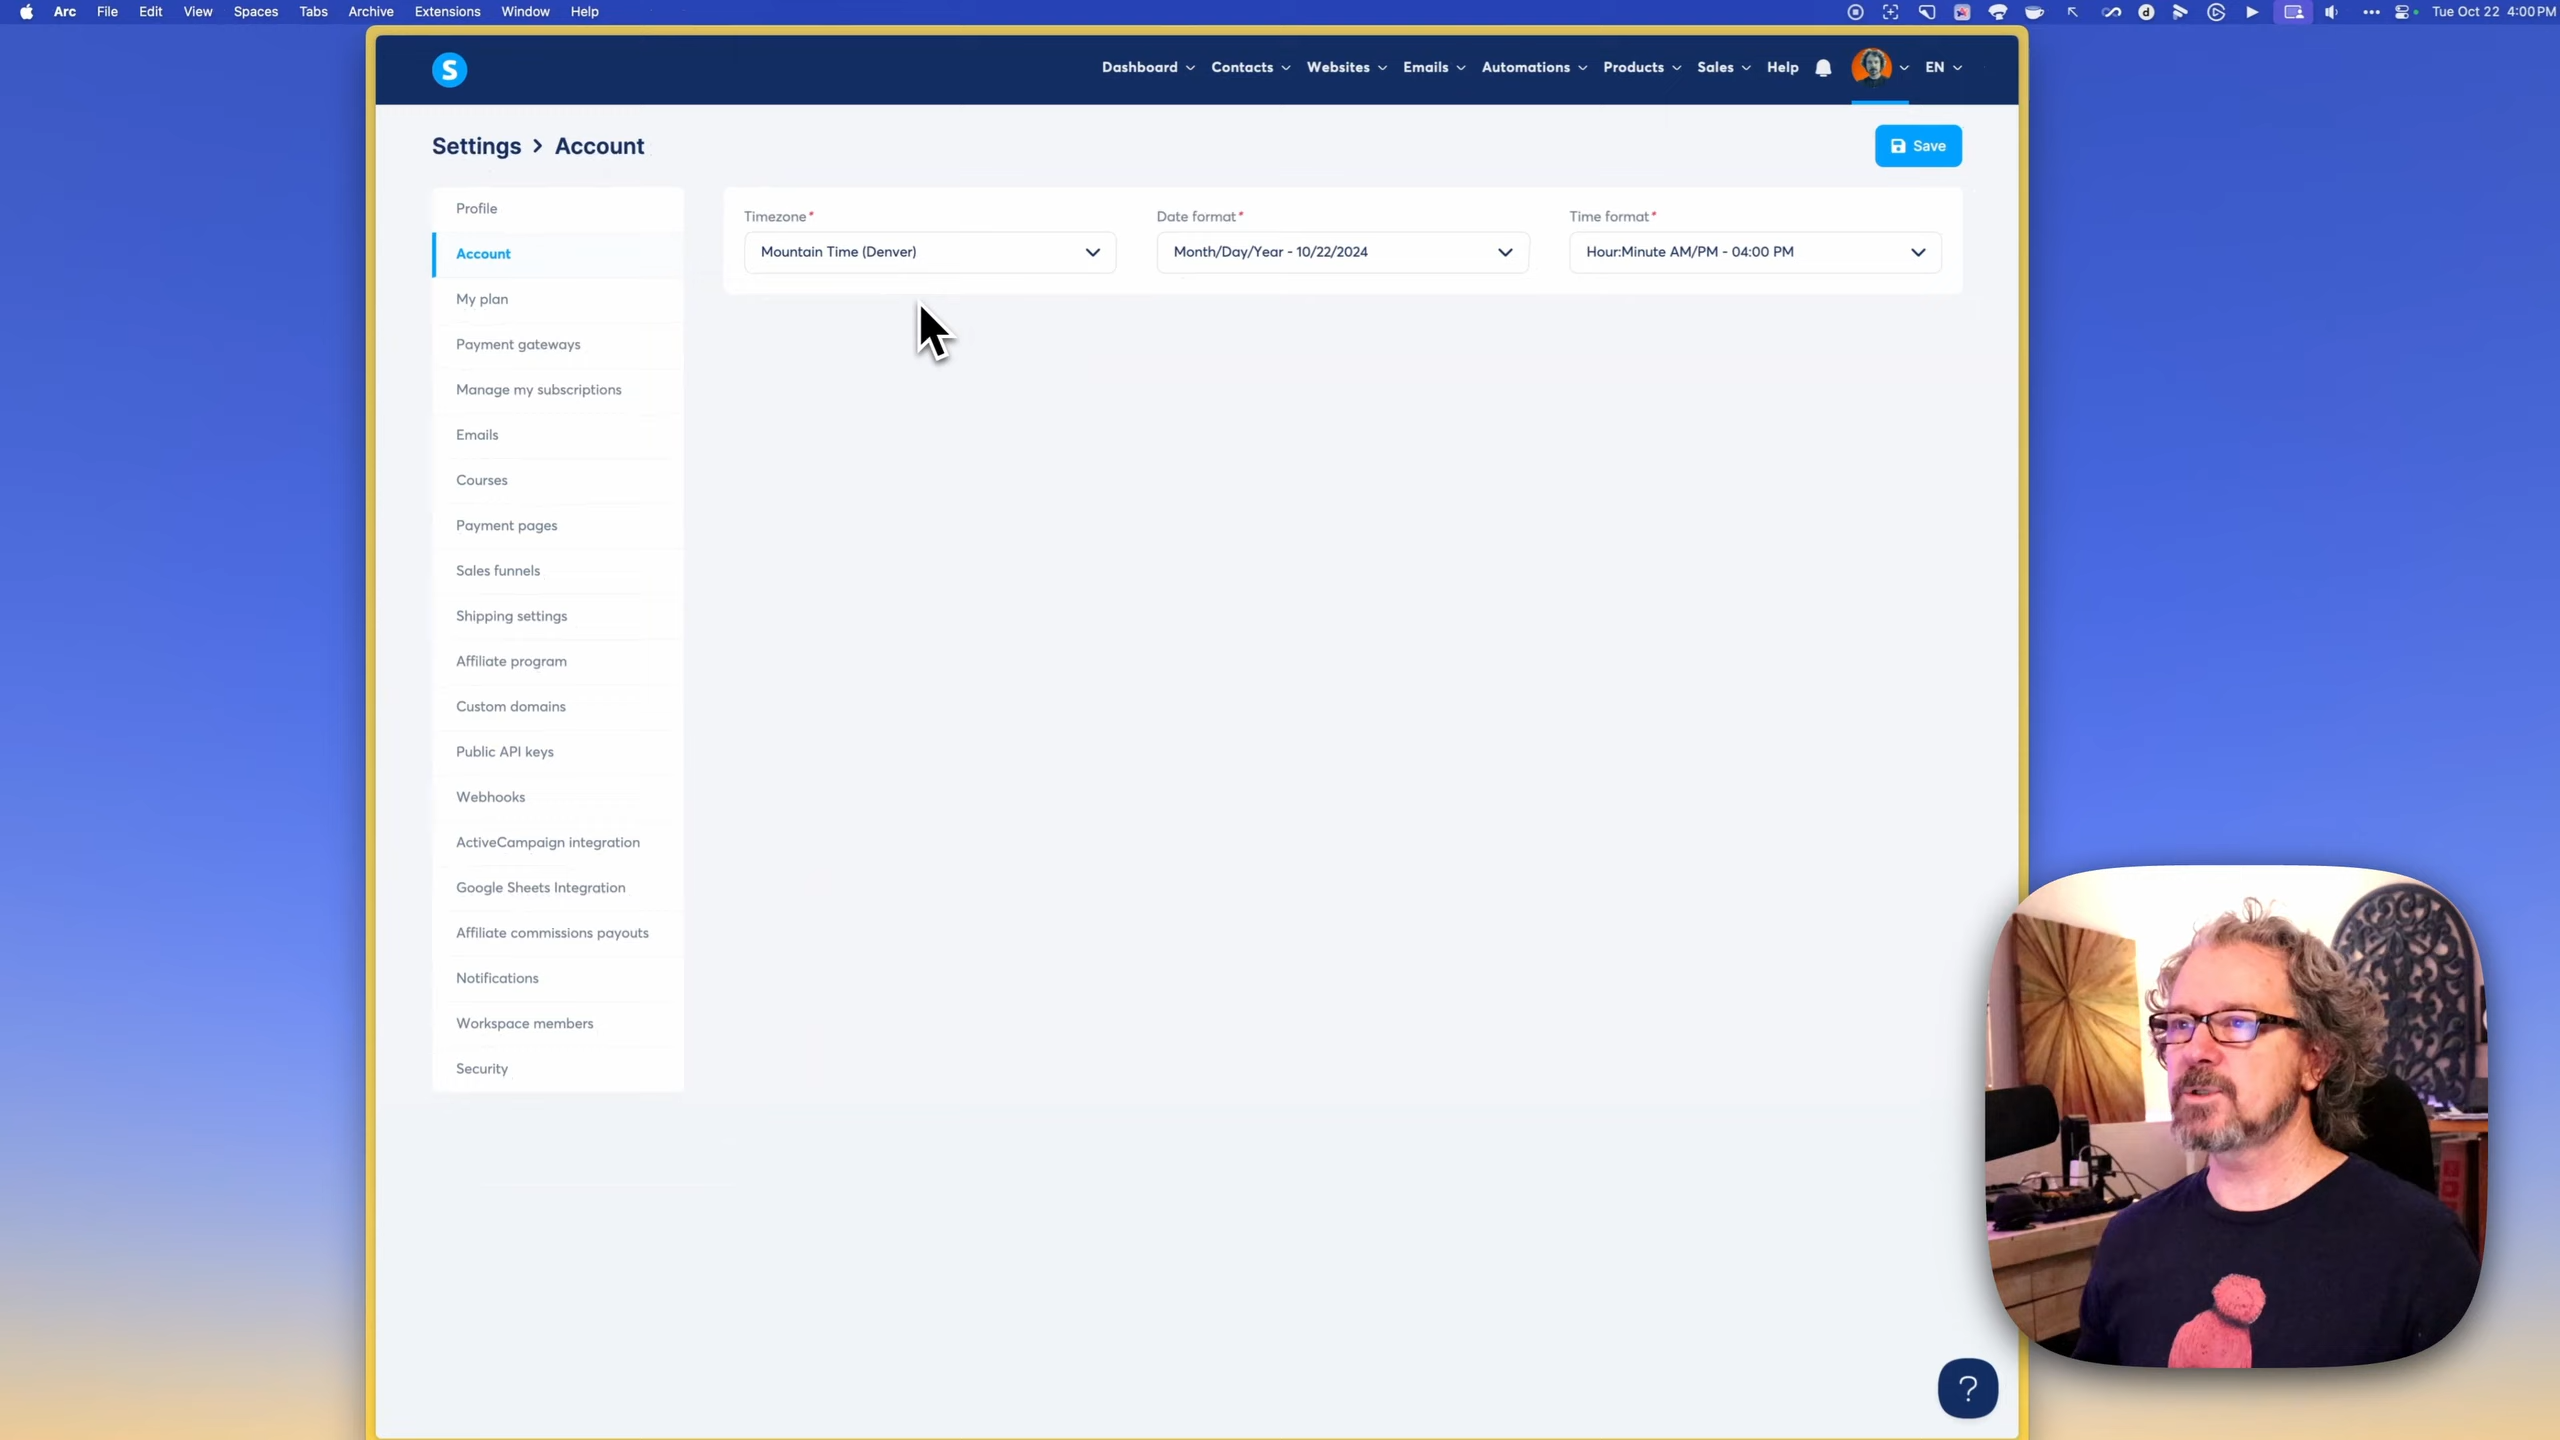 Arc File Edit View Spaces Tabs Archive Extensions Window Help Tue Oct 22 4:00 PM
S Dashboard Contacts Websites Emails Automations Products Sales Help EN
Settings > Account Save
Profile
Account
My plan
Payment gateways
Manage my subscriptions
Emails
Courses
Payment pages
Sales funnels
Shipping settings
Affiliate program
Custom domains
Public API keys
Webhooks
ActiveCampaign integration
Google Sheets Integration
Affiliate commissions payouts
Notifications
Workspace members
Security
Timezone* Date format* Time format*
Mountain Time (Denver) Month/Day/Year - 10/22/2024 Hour:Minute AM/PM - 04:00 PM
?